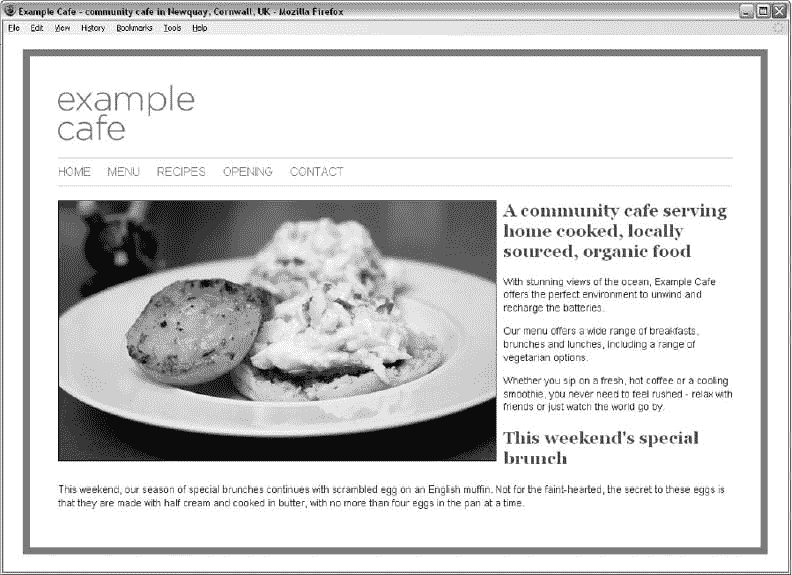 Example Cafe - community cafe in Newquay, Cornwall, UK - Mozilla Firefox
File Edit View History Bookmarks Tools Help
example
cafe
HOME MENU RECIPES OPENING CONTACT
A community cafe serving
home cooked, locally
sourced, organic food
With stunning views of the ocean, Example Cafe
offers the perfect environment to unwind and
recharge the batteries.
Our menu offers a wide range of breakfasts,
brunches and lunches, including a range of
vegetarian options.
Whether you sip on a fresh, hot coffee or a cooling
smoothie, you never need to feel rushed - relax with
friends or just watch the world go by.
This weekend's special
brunch
This weekend, our season of special brunches continues with scrambled egg on an English muffin. Not for the faint-hearted, the secret to these eggs is
that they are made with half cream and cooked in butter, with no more than four eggs in the pan at a time.